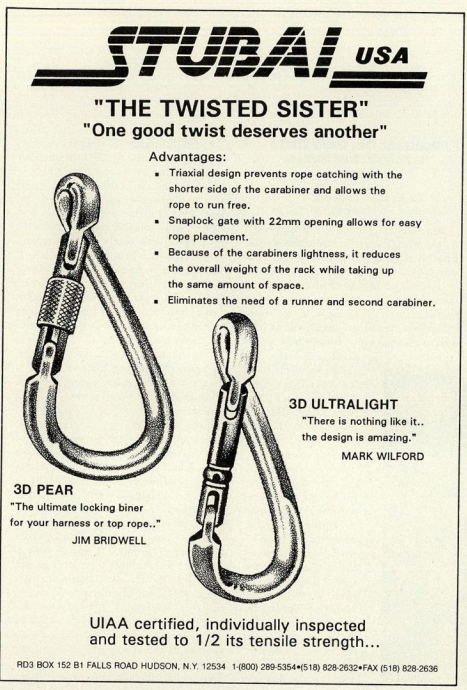 STUBAI USA
"THE TWISTED SISTER"
"One good twist deserves another"
Advantages:
▪ Triaxial design prevents rope catching with the
shorter side of the carabiner and allows the
rope to run free.
▪ Snaplock gate with 22mm opening allows for easy
rope placement.
▪ Because of the carabiners lightness, it reduces
the overall weight of the rack while taking up
the same amount of space.
▪ Eliminates the need of a runner and second carabiner.
3D ULTRALIGHT
"There is nothing like it..
the design is amazing."
MARK WILFORD
3D PEAR
"The ultimate locking biner
for your harness or top rope.."
JIM BRIDWELL
UIAA certified, individually inspected
and tested to 1/2 its tensile strength...
RD3 BOX 152 B1 FALLS ROAD HUDSON, N.Y. 12534 1-(800) 289-5354•(518) 828-2632•FAX (518) 828-2636